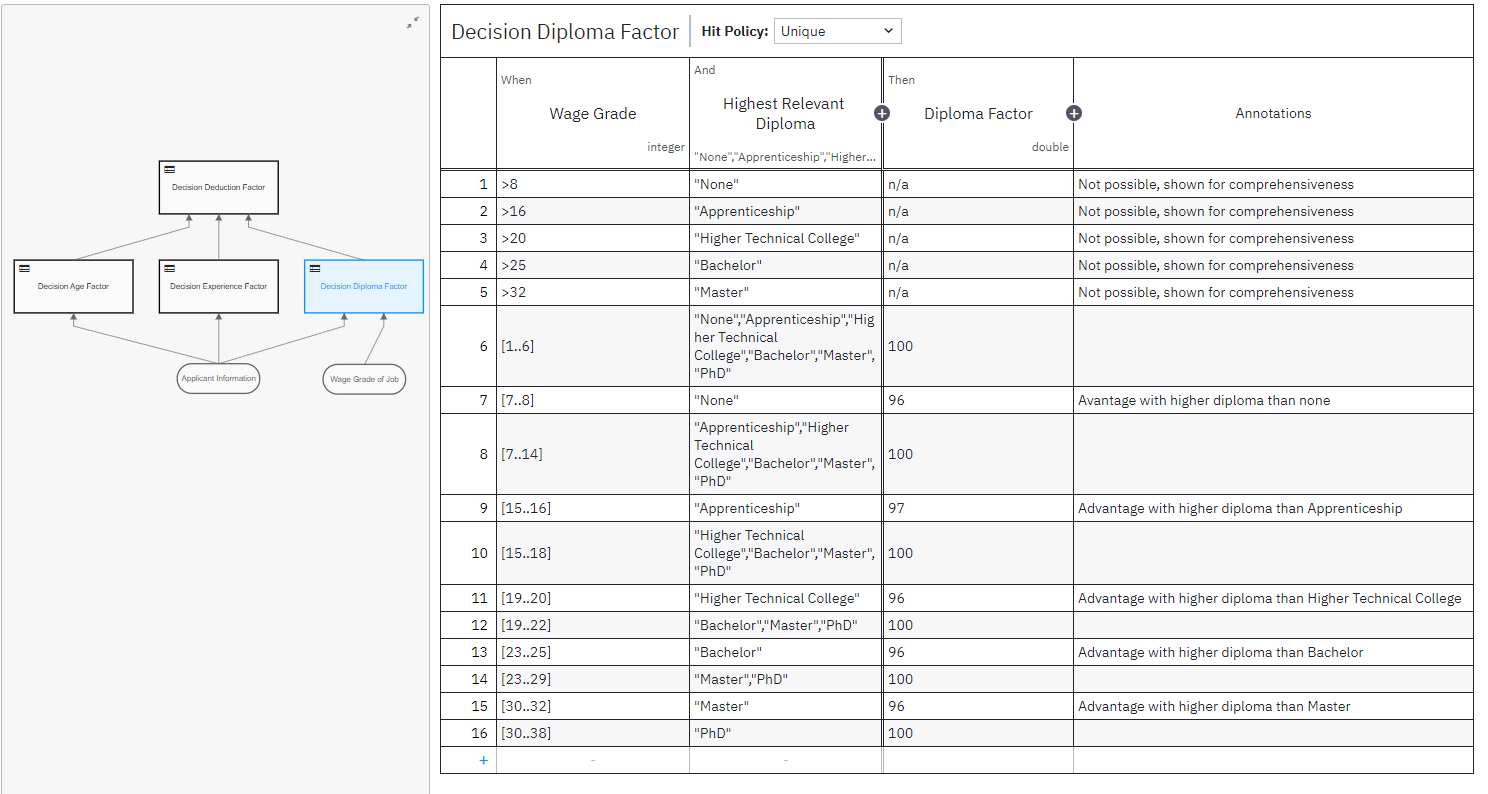 Decision Deduction Factor
Decision Age Factor
Decision Experience Factor
Decision Diploma Factor
Applicant Information
Wage Grade of Job
Decision Diploma Factor
Hit Policy: Unique
When
Wage Grade
integer
And
Highest Relevant
Diploma
"None","Apprenticeship","Higher...
Then
Diploma Factor
double
Annotations
1 >8 "None" n/a Not possible, shown for comprehensiveness
2 >16 "Apprenticeship" n/a Not possible, shown for comprehensiveness
3 >20 "Higher Technical College" n/a Not possible, shown for comprehensiveness
4 >25 "Bachelor" n/a Not possible, shown for comprehensiveness
5 >32 "Master" n/a Not possible, shown for comprehensiveness
6 [1..6]
"None","Apprenticeship","Hig
her Technical
College","Bachelor","Master",
"PhD"
100
7 [7..8] "None" 96 Avantage with higher diploma than none
8 [7..14]
"Apprenticeship","Higher
Technical
College","Bachelor","Master",
"PhD"
100
9 [15..16] "Apprenticeship" 97 Advantage with higher diploma than Apprenticeship
10 [15..18]
"Higher Technical
College","Bachelor","Master",
"PhD"
100
11 [19..20] "Higher Technical College" 96 Advantage with higher diploma than Higher Technical College
12 [19..22] "Bachelor","Master","PhD" 100
13 [23..25] "Bachelor" 96 Advantage with higher diploma than Bachelor
14 [23..29] "Master","PhD" 100
15 [30..32] "Master" 96 Advantage with higher diploma than Master
16 [30..38] "PhD" 100
+ - -